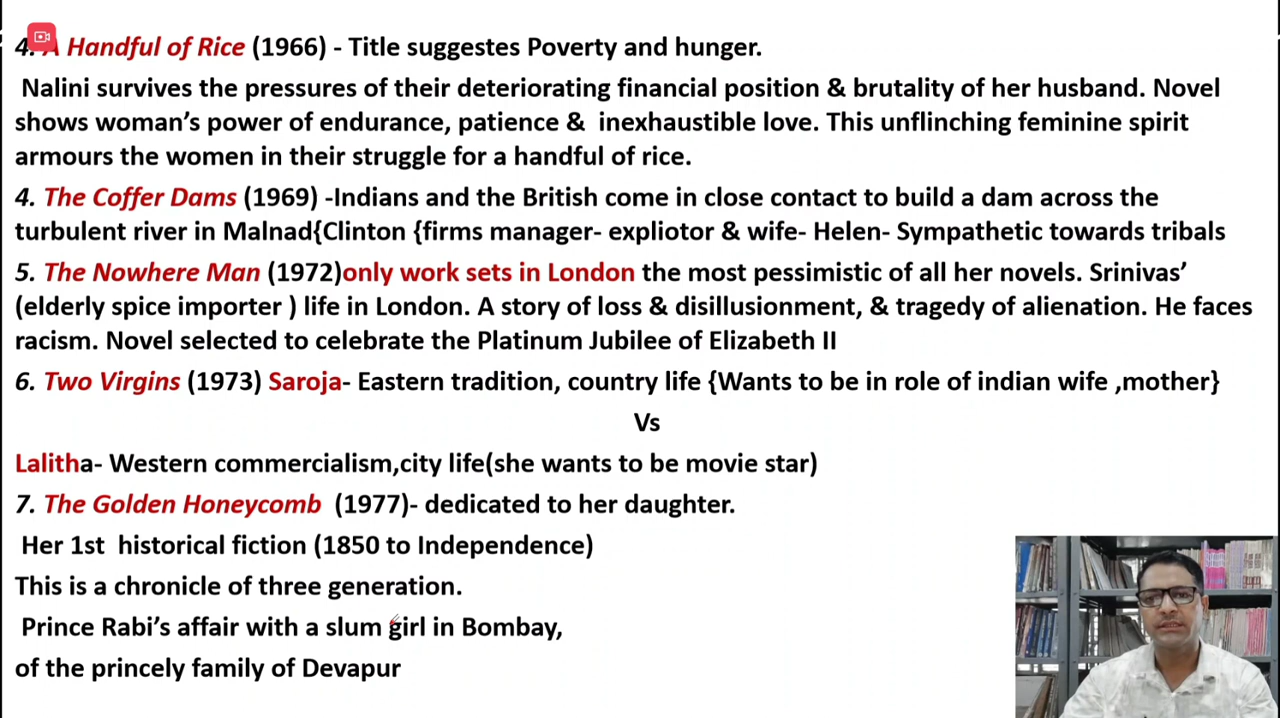 4. A Handful of Rice (1966) - Title suggestes Poverty and hunger.
Nalini survives the pressures of their deteriorating financial position & brutality of her husband. Novel
shows woman's power of endurance, patience & inexhaustible love. This unflinching feminine spirit
armours the women in their struggle for a handful of rice.
4. The Coffer Dams (1969) -Indians and the British come in close contact to build a dam across the
turbulent river in Malnad{Clinton {firms manager- expliotor & wife- Helen- Sympathetic towards tribals
5. The Nowhere Man (1972)only work sets in London the most pessimistic of all her novels. Srinivas'
(elderly spice importer ) life in London. A story of loss & disillusionment, & tragedy of alienation. He faces
racism. Novel selected to celebrate the Platinum Jubilee of Elizabeth II
6. Two Virgins (1973) Saroja- Eastern tradition, country life {Wants to be in role of indian wife ,mother}
Vs
Lalitha- Western commercialism,city life(she wants to be movie star)
7. The Golden Honeycomb (1977)- dedicated to her daughter.
Her 1st historical fiction (1850 to Independence)
This is a chronicle of three generation.
Prince Rabi's affair with a slum girl in Bombay,
of the princely family of Devapur